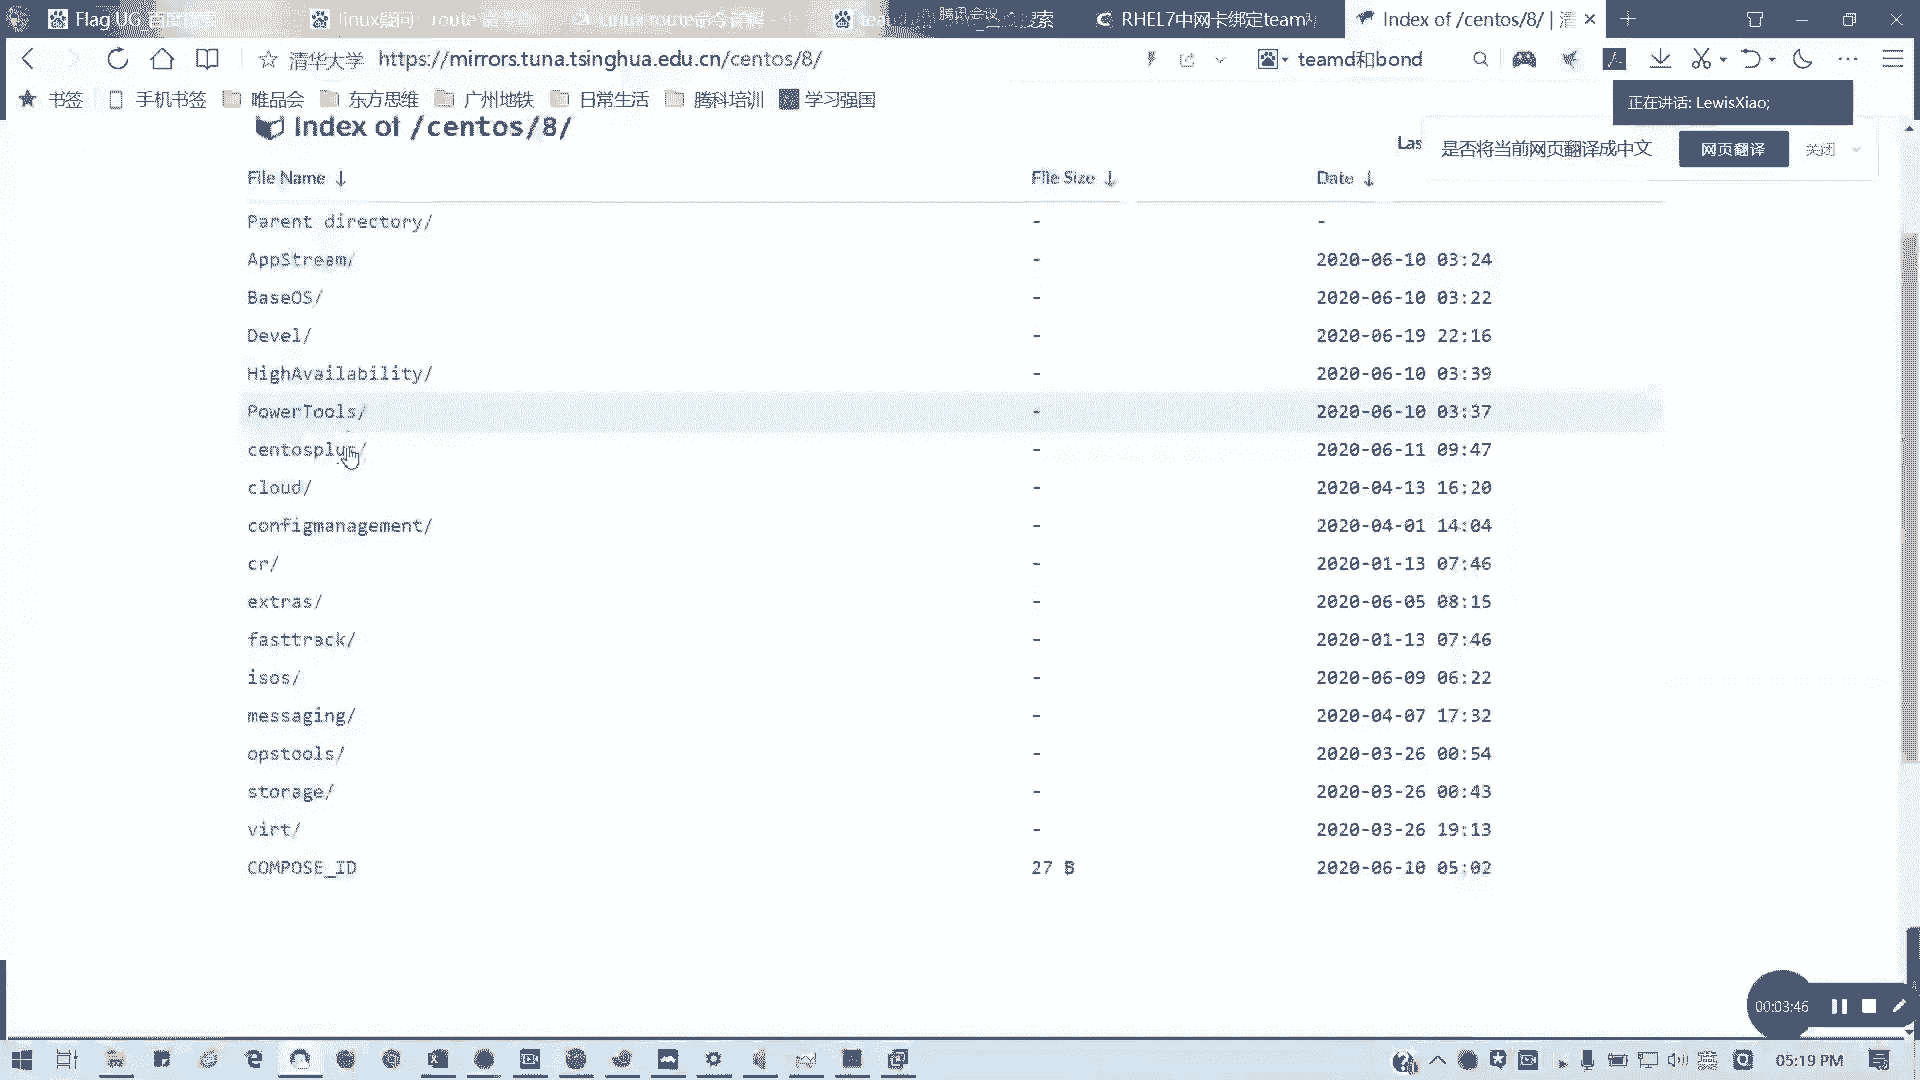 Flag UG
linux疑问
route
Linux route命令
腾讯会议
搜索
RHEL7中网卡绑定team
Index of /centos/8/ | 清
清华大学 https://mirrors.tuna.tsinghua.edu.cn/centos/8/
teamd和bond
书签 手机书签 唯品会 东方思维 广州地铁 日常生活 腾科培训 学习强国
正在讲话: LewisXiao;
Index of /centos/8/
Las
是否将当前网页翻译成中文 网页翻译 关闭
File Name ↓ File Size ↓ Date ↓
Parent directory/ - -
AppStream/ - 2020-06-10 03:24
BaseOS/ - 2020-06-10 03:22
Devel/ - 2020-06-19 22:16
HighAvailability/ - 2020-06-10 03:39
PowerTools/ - 2020-06-10 03:37
centosplus/ - 2020-06-11 09:47
cloud/ - 2020-04-13 16:20
configmanagement/ - 2020-04-01 14:04
cr/ - 2020-01-13 07:46
extras/ - 2020-06-05 08:15
fasttrack/ - 2020-01-13 07:46
isos/ - 2020-06-09 06:22
messaging/ - 2020-04-07 17:32
opstools/ - 2020-03-26 00:54
storage/ - 2020-03-26 00:43
virt/ - 2020-03-26 19:13
COMPOSE_ID 27 B 2020-06-10 05:02
00:03:46
英 05:19 PM